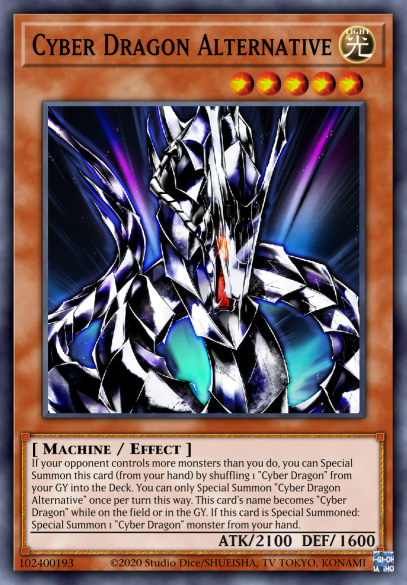 CYBER DRAGON ALTERNATIVE
LIGHT
光
[ MACHINE / EFFECT ]
If your opponent controls more monsters than you do, you can Special
Summon this card (from your hand) by shuffling 1 "Cyber Dragon" from
your GY into the Deck. You can only Special Summon "Cyber Dragon
Alternative" once per turn this way. This card's name becomes "Cyber
Dragon" while on the field or in the GY. If this card is Special Summoned:
Special Summon 1 "Cyber Dragon" monster from your hand.
ATK/2100 DEF/1600
102400193 ©2020 Studio Dice/SHUEISHA, TV TOKYO, KONAMI